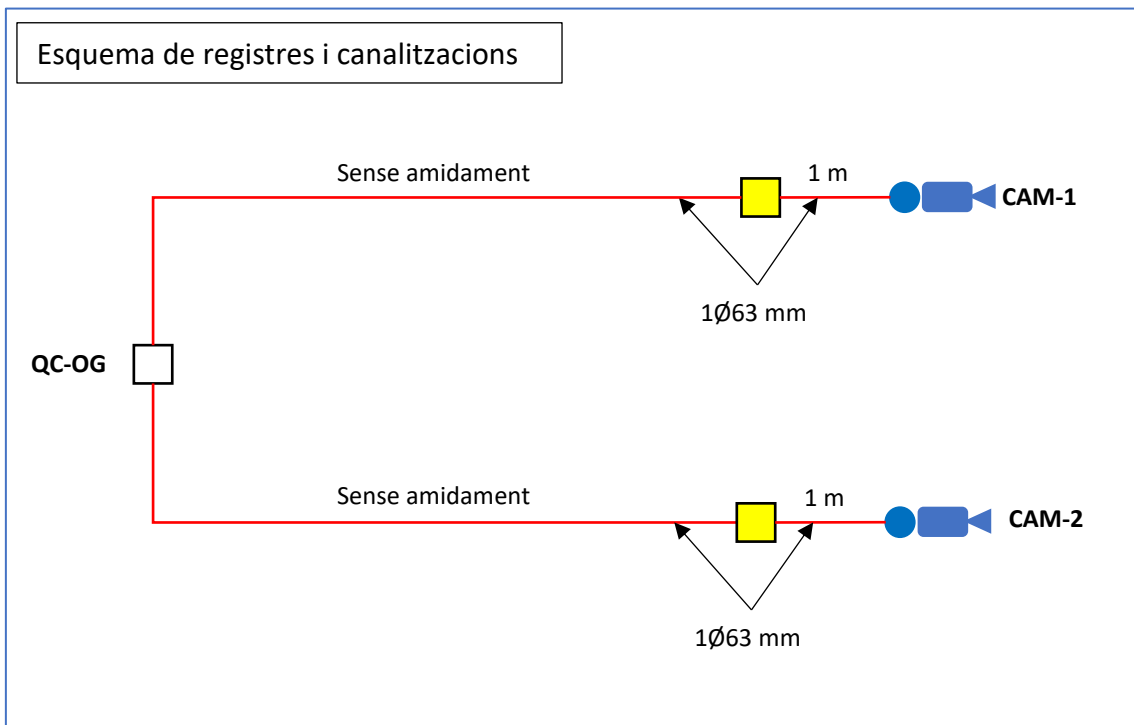 Esquema de registres i canalitzacions
Sense amidament
1 m
CAM-1
1Ø63 mm
QC-OG
Sense amidament
1 m
CAM-2
1Ø63 mm